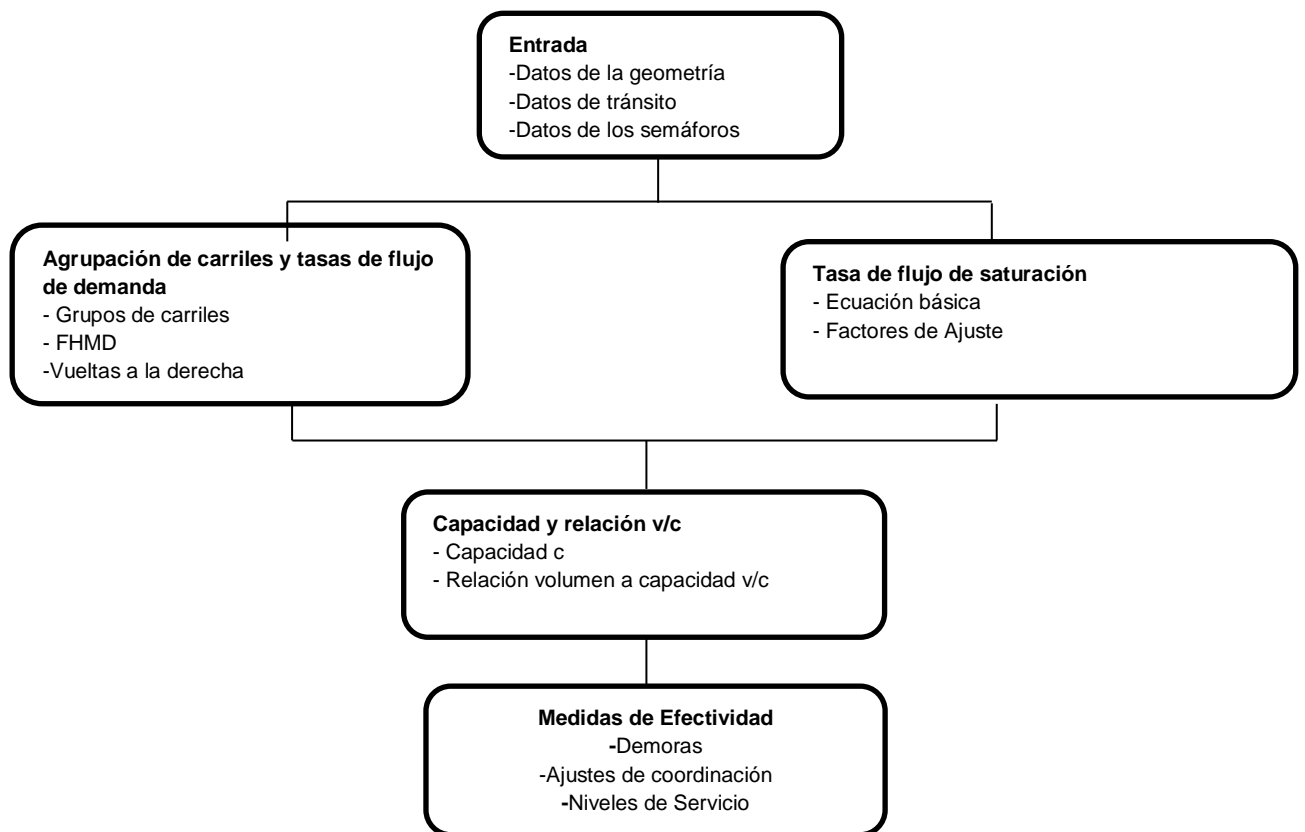 Entrada
-Datos de la geometría
-Datos de tránsito
-Datos de los semáforos
Agrupación de carriles y tasas de flujo
de demanda
- Grupos de carriles
- FHMD
-Vueltas a la derecha
Tasa de flujo de saturación
- Ecuación básica
- Factores de Ajuste
Capacidad y relación v/c
- Capacidad c
- Relación volumen a capacidad v/c
Medidas de Efectividad
-Demoras
-Ajustes de coordinación
-Niveles de Servicio